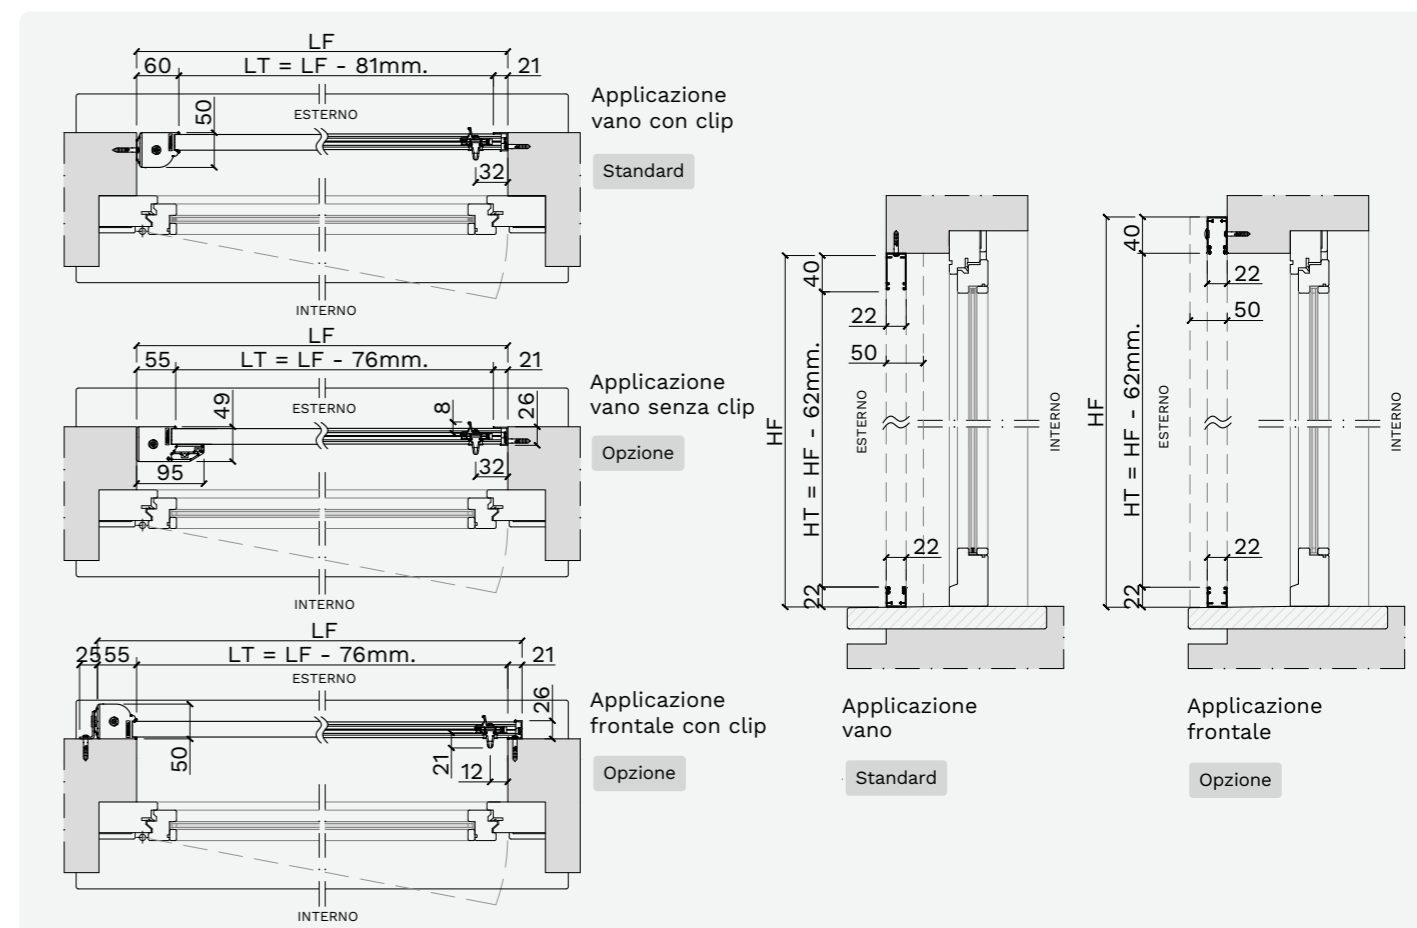 LF
60
LT = LF - 81mm.
21
50
ESTERNO
32
INTERNO
Applicazione
vano con clip
Standard
LF
55
LT = LF - 76mm.
21
49
ESTERNO
8
26
95
32
INTERNO
Applicazione
vano senza clip
Opzione
LF
25
55
LT = LF - 76mm.
21
ESTERNO
26
50
21
12
INTERNO
Applicazione
frontale con clip
Opzione
40
22
50
HF
HT = HF - 62mm.
ESTERNO
INTERNO
22
22
Applicazione
vano
Standard
40
22
50
HF
HT = HF - 62mm.
ESTERNO
INTERNO
22
22
Applicazione
frontale
Opzione